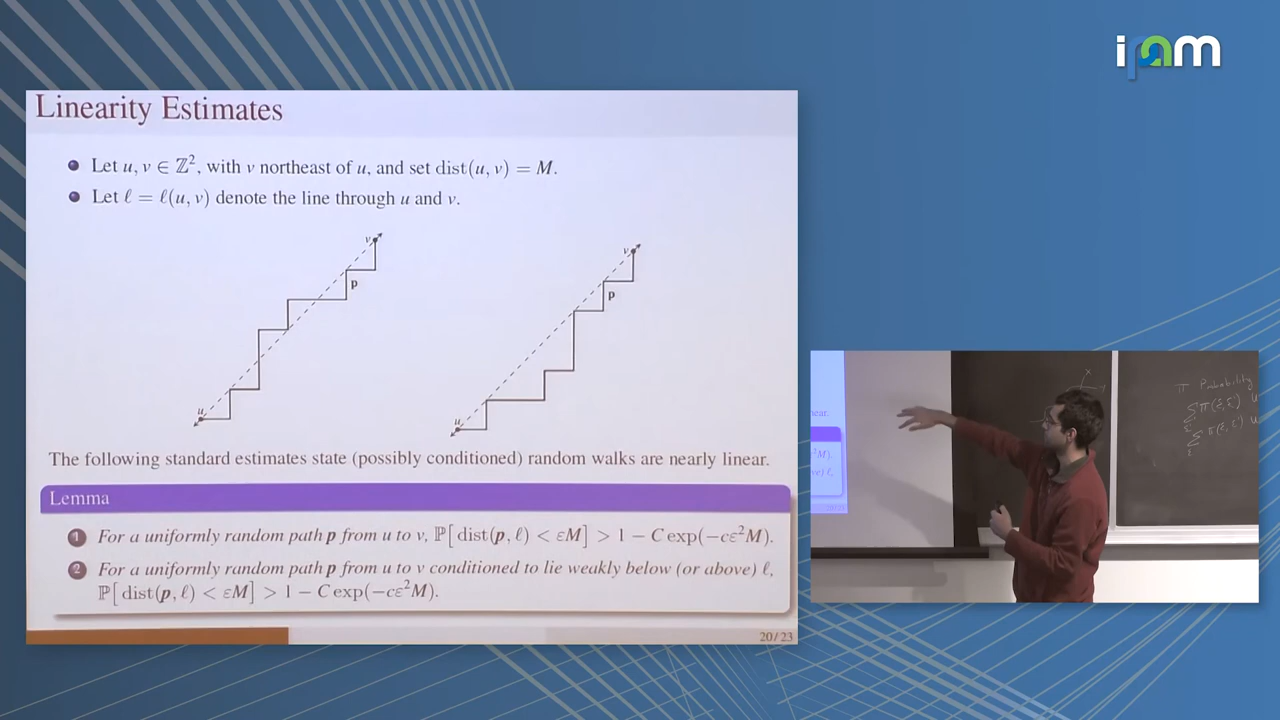 ipam
Linearity Estimates
Let u, v ∈ ℤ², with v northeast of u, and set dist(u, v) = M.
Let ℓ = ℓ(u, v) denote the line through u and v.
v
p
u
v
p
u
The following standard estimates state (possibly conditioned) random walks are nearly linear.
Lemma
1 For a uniformly random path p from u to v, ℙ[dist(p, ℓ) < εM] > 1 − C exp(−cε²M).
2 For a uniformly random path p from u to v conditioned to lie weakly below (or above) ℓ,
ℙ[dist(p, ℓ) < εM] > 1 − C exp(−cε²M).
20/23
π Probability